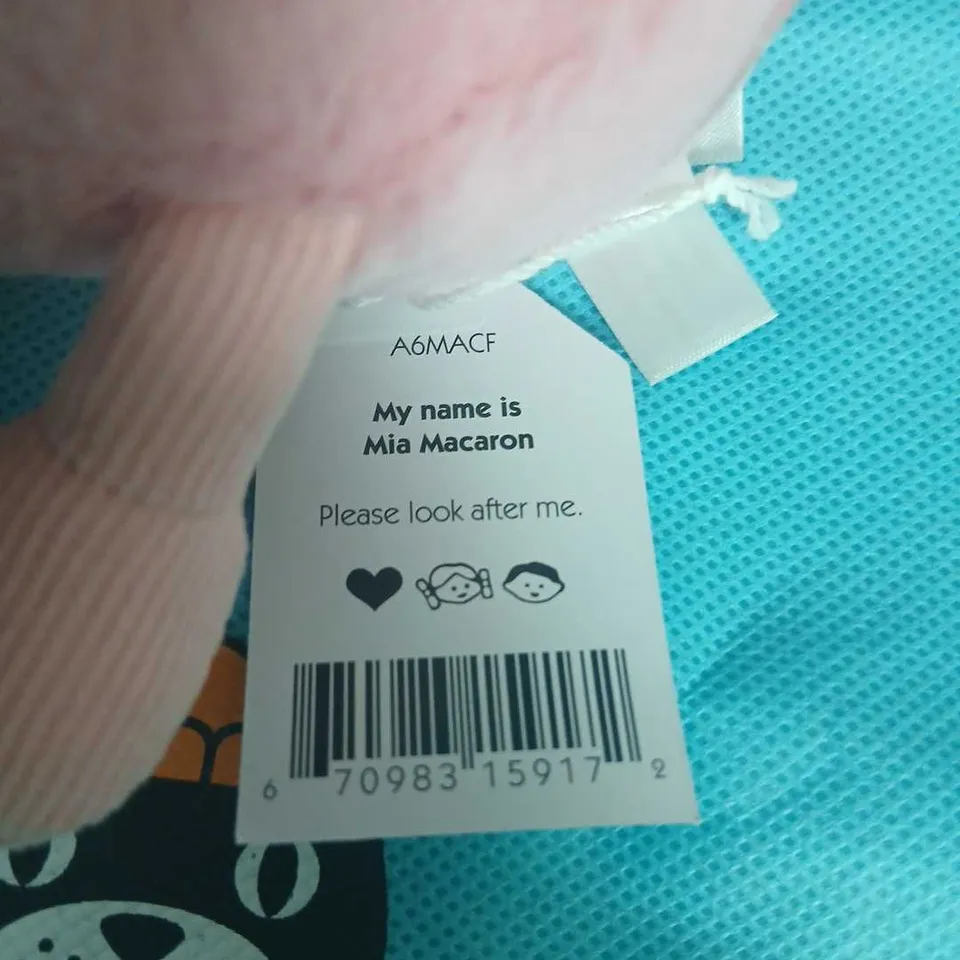 A6MACF
My name is
Mia Macaron
Please look after me.
6 70983 15917 2